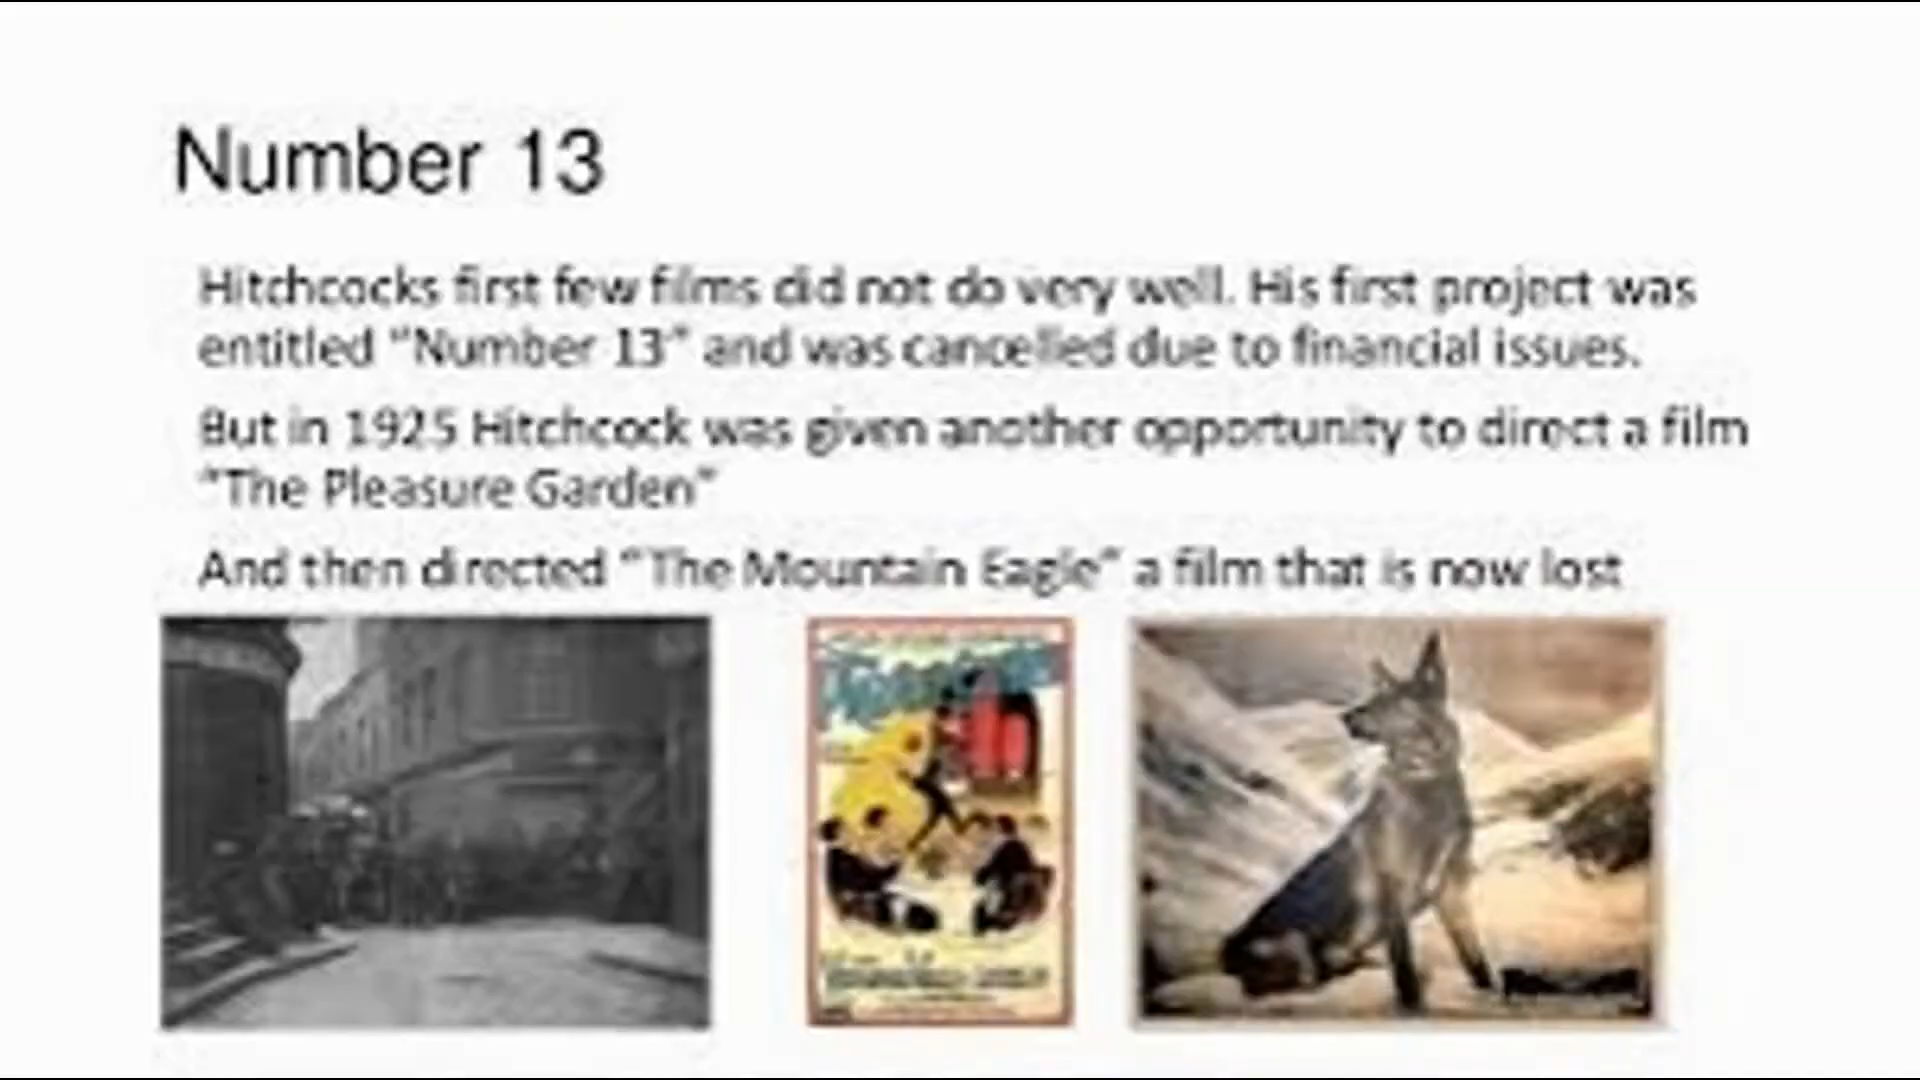 Number 13
Hitchcocks first few films did not do very well. His first project was
entitled "Number 13" and was cancelled due to financial issues.
But in 1925 Hitchcock was given another opportunity to direct a film
"The Pleasure Garden"
And then directed "The Mountain Eagle" a film that is now lost